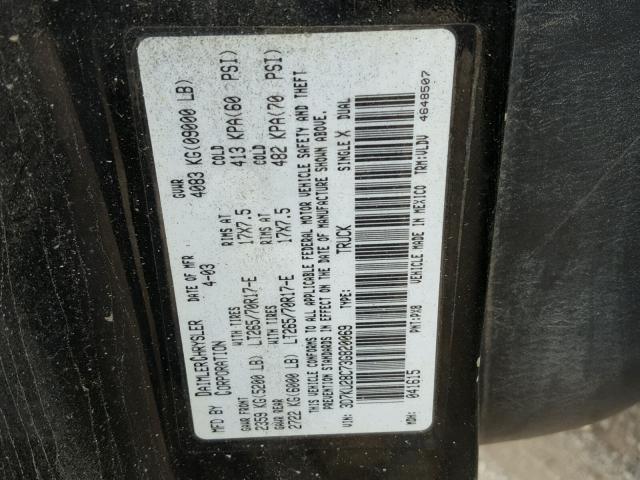 MFD BY DAIMLERCHRYSLER CORPORATION DATE OF MFR 4-03 GVWR 4083 KG(09000 LB)
GAWR FRONT WITH TIRES RIMS AT COLD
2359 KG(5200 LB) LT265/70R17-E 17X7.5 413 KPA(60 PSI)
GAWR REAR WITH TIRES RIMS AT COLD
2722 KG(6000 LB) LT265/70R17-E 17X7.5 482 KPA(70 PSI)
THIS VEHICLE CONFORMS TO ALL APPLICABLE FEDERAL MOTOR VEHICLE SAFETY AND THEFT
PREVENTION STANDARDS IN EFFECT ON THE DATE OF MANUFACTURE SHOWN ABOVE.
VIN: 3D7KU28C73G820069 TYPE: TRUCK SINGLE X DUAL
MDH: 041615 PNT: PX8 VEHICLE MADE IN MEXICO TRM: VLDV 4648507